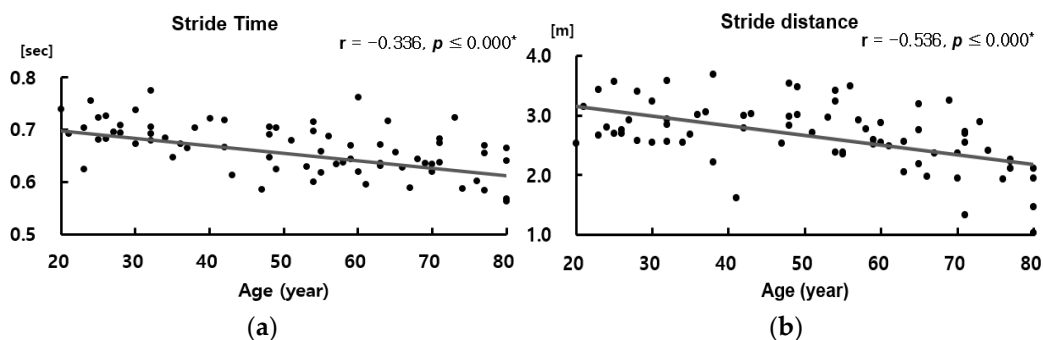 Stride Time
[sec]
r = −0.336, p ≤ 0.000*
0.8
0.7
0.6
0.5
20 30 40 50 60 70 80
Age (year)
(a)
Stride distance
[m]
r = −0.536, p ≤ 0.000*
4.0
3.0
2.0
1.0
20 30 40 50 60 70 80
Age (year)
(b)